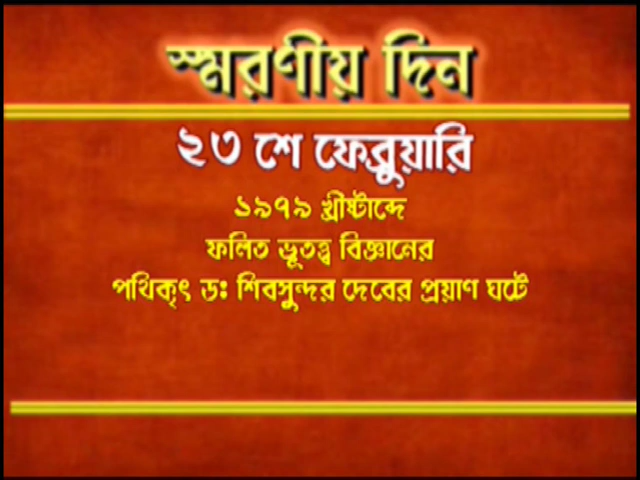 স্মরণীয় দিন
২৩ শে ফেব্রুয়ারি
১৯৭৯ খ্রীষ্টাব্দে
ফলিত ভূতত্ত্ব বিজ্ঞানের
পথিকৃৎ ডঃ শিবসুন্দর দেবের প্রয়াণ ঘটে